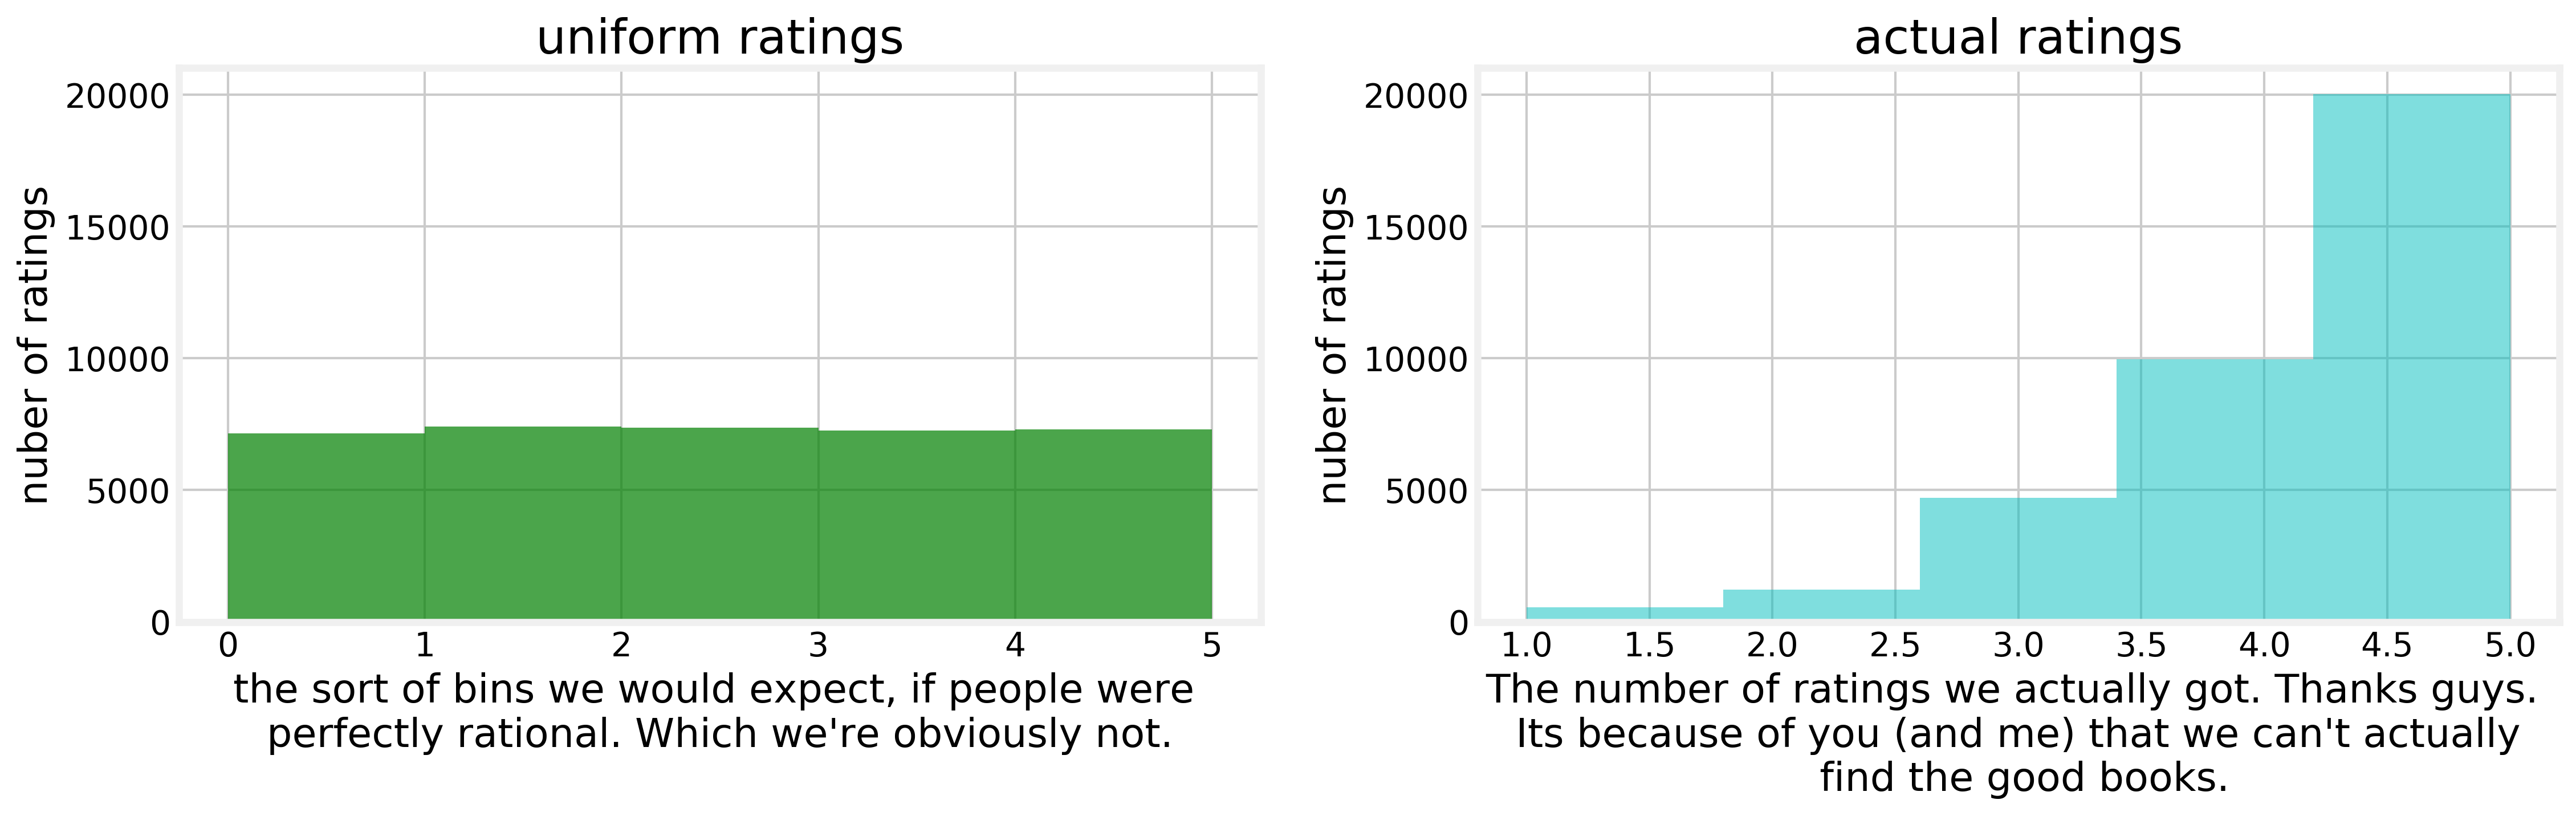 uniform ratings
nuber of ratings
20000
15000
10000
5000
0
0 1 2 3 4 5
the sort of bins we would expect, if people were
perfectly rational. Which we're obviously not.
actual ratings
nuber of ratings
20000
15000
10000
5000
0
1.0 1.5 2.0 2.5 3.0 3.5 4.0 4.5 5.0
The number of ratings we actually got. Thanks guys.
Its because of you (and me) that we can't actually
find the good books.